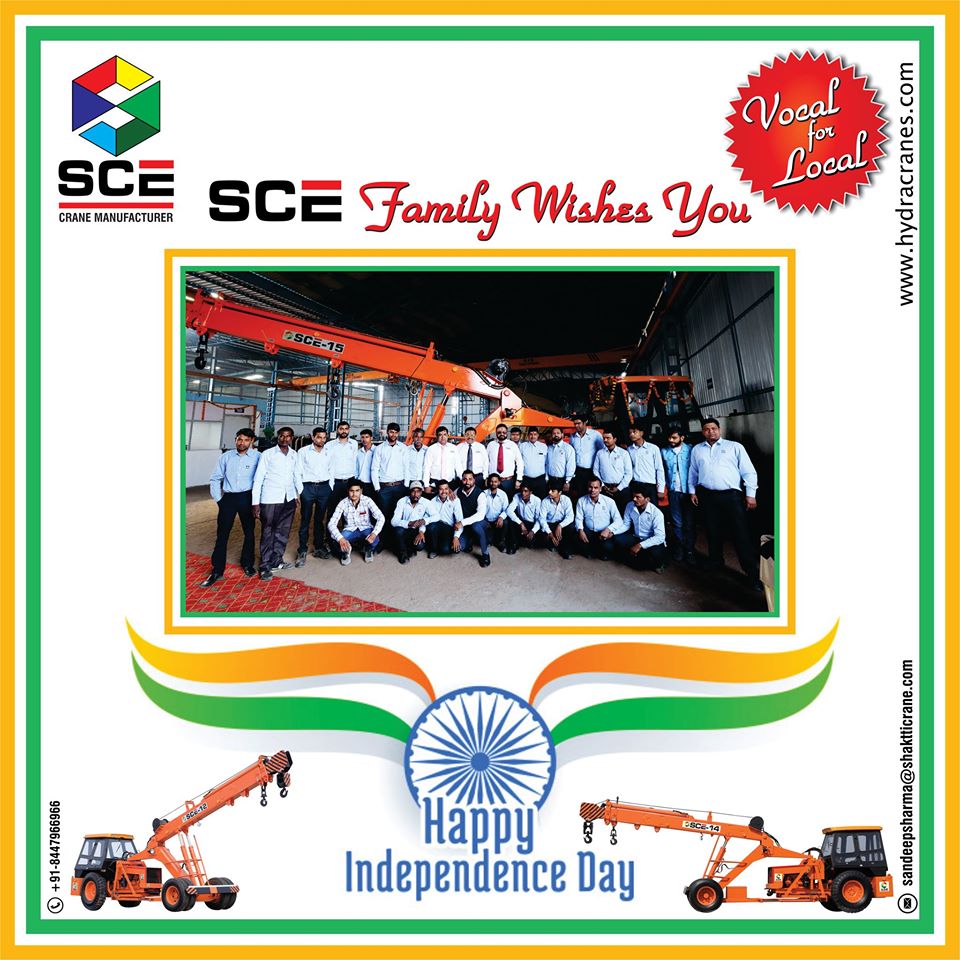 SCE
CRANE MANUFACTURER
SCE Family Wishes You
Vocal
for
Local
www.hydracranes.com
SCE-15
SCE-12
SCE-14
Happy
Independence Day
+91-8447966966
sandeepsharma@shaktticrane.com